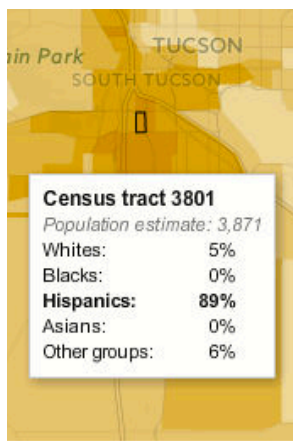 TUCSON
ain Park
SOUTH TUCSON
Census tract 3801
Population estimate: 3,871
Whites: 5%
Blacks: 0%
Hispanics: 89%
Asians: 0%
Other groups: 6%